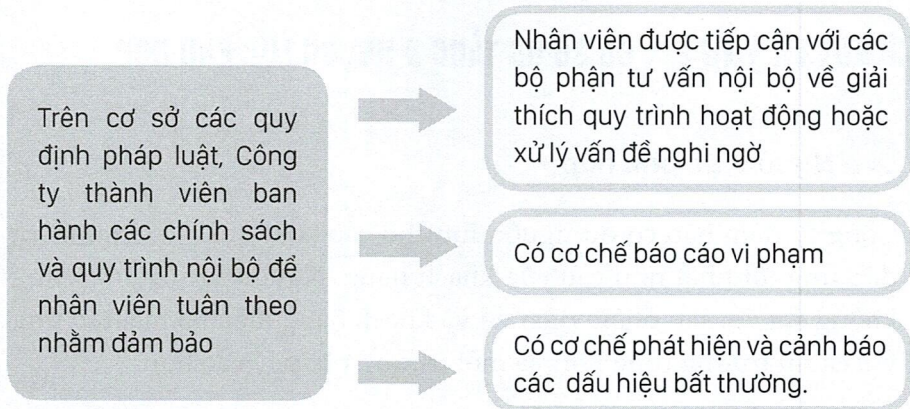 Trên cơ sở các quy
định pháp luật, Công
ty thành viên ban
hành các chính sách
và quy trình nội bộ để
nhân viên tuân theo
nhằm đảm bảo
Nhân viên được tiếp cận với các
bộ phận tư vấn nội bộ về giải
thích quy trình hoạt động hoặc
xử lý vấn đề nghi ngờ
Có cơ chế báo cáo vi phạm
Có cơ chế phát hiện và cảnh báo
các dấu hiệu bất thường.